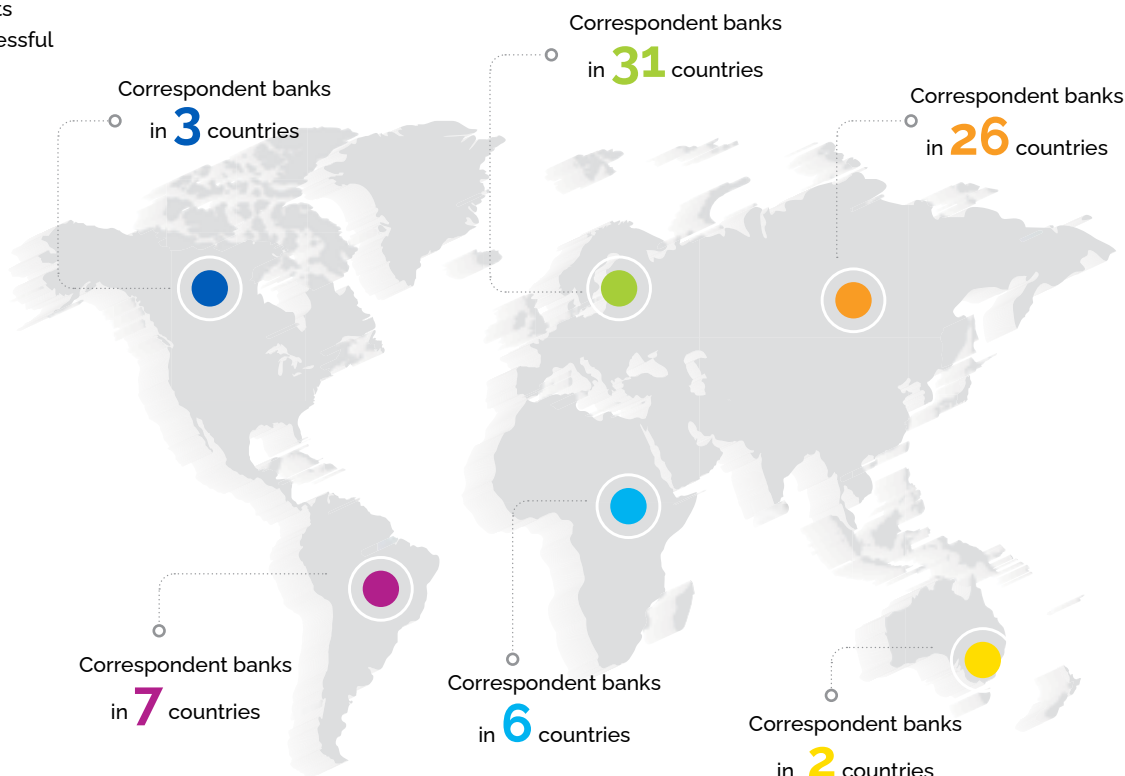 essful
Correspondent banks
in 31 countries
Correspondent banks
in 3 countries
Correspondent banks
in 26 countries
Correspondent banks
in 7 countries
Correspondent banks
in 6 countries
Correspondent banks
in 2 countries